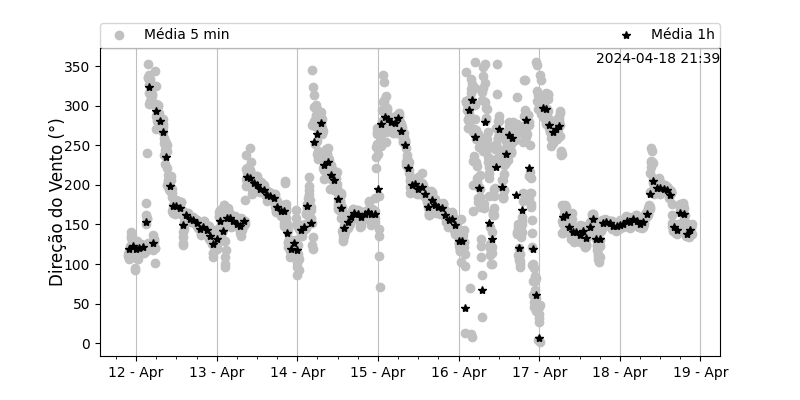 Média 5 min
Média 1h
2024-04-18 21:39
Direção do Vento (°)
350
300
250
200
150
100
50
0
12 - Apr
13 - Apr
14 - Apr
15 - Apr
16 - Apr
17 - Apr
18 - Apr
19 - Apr